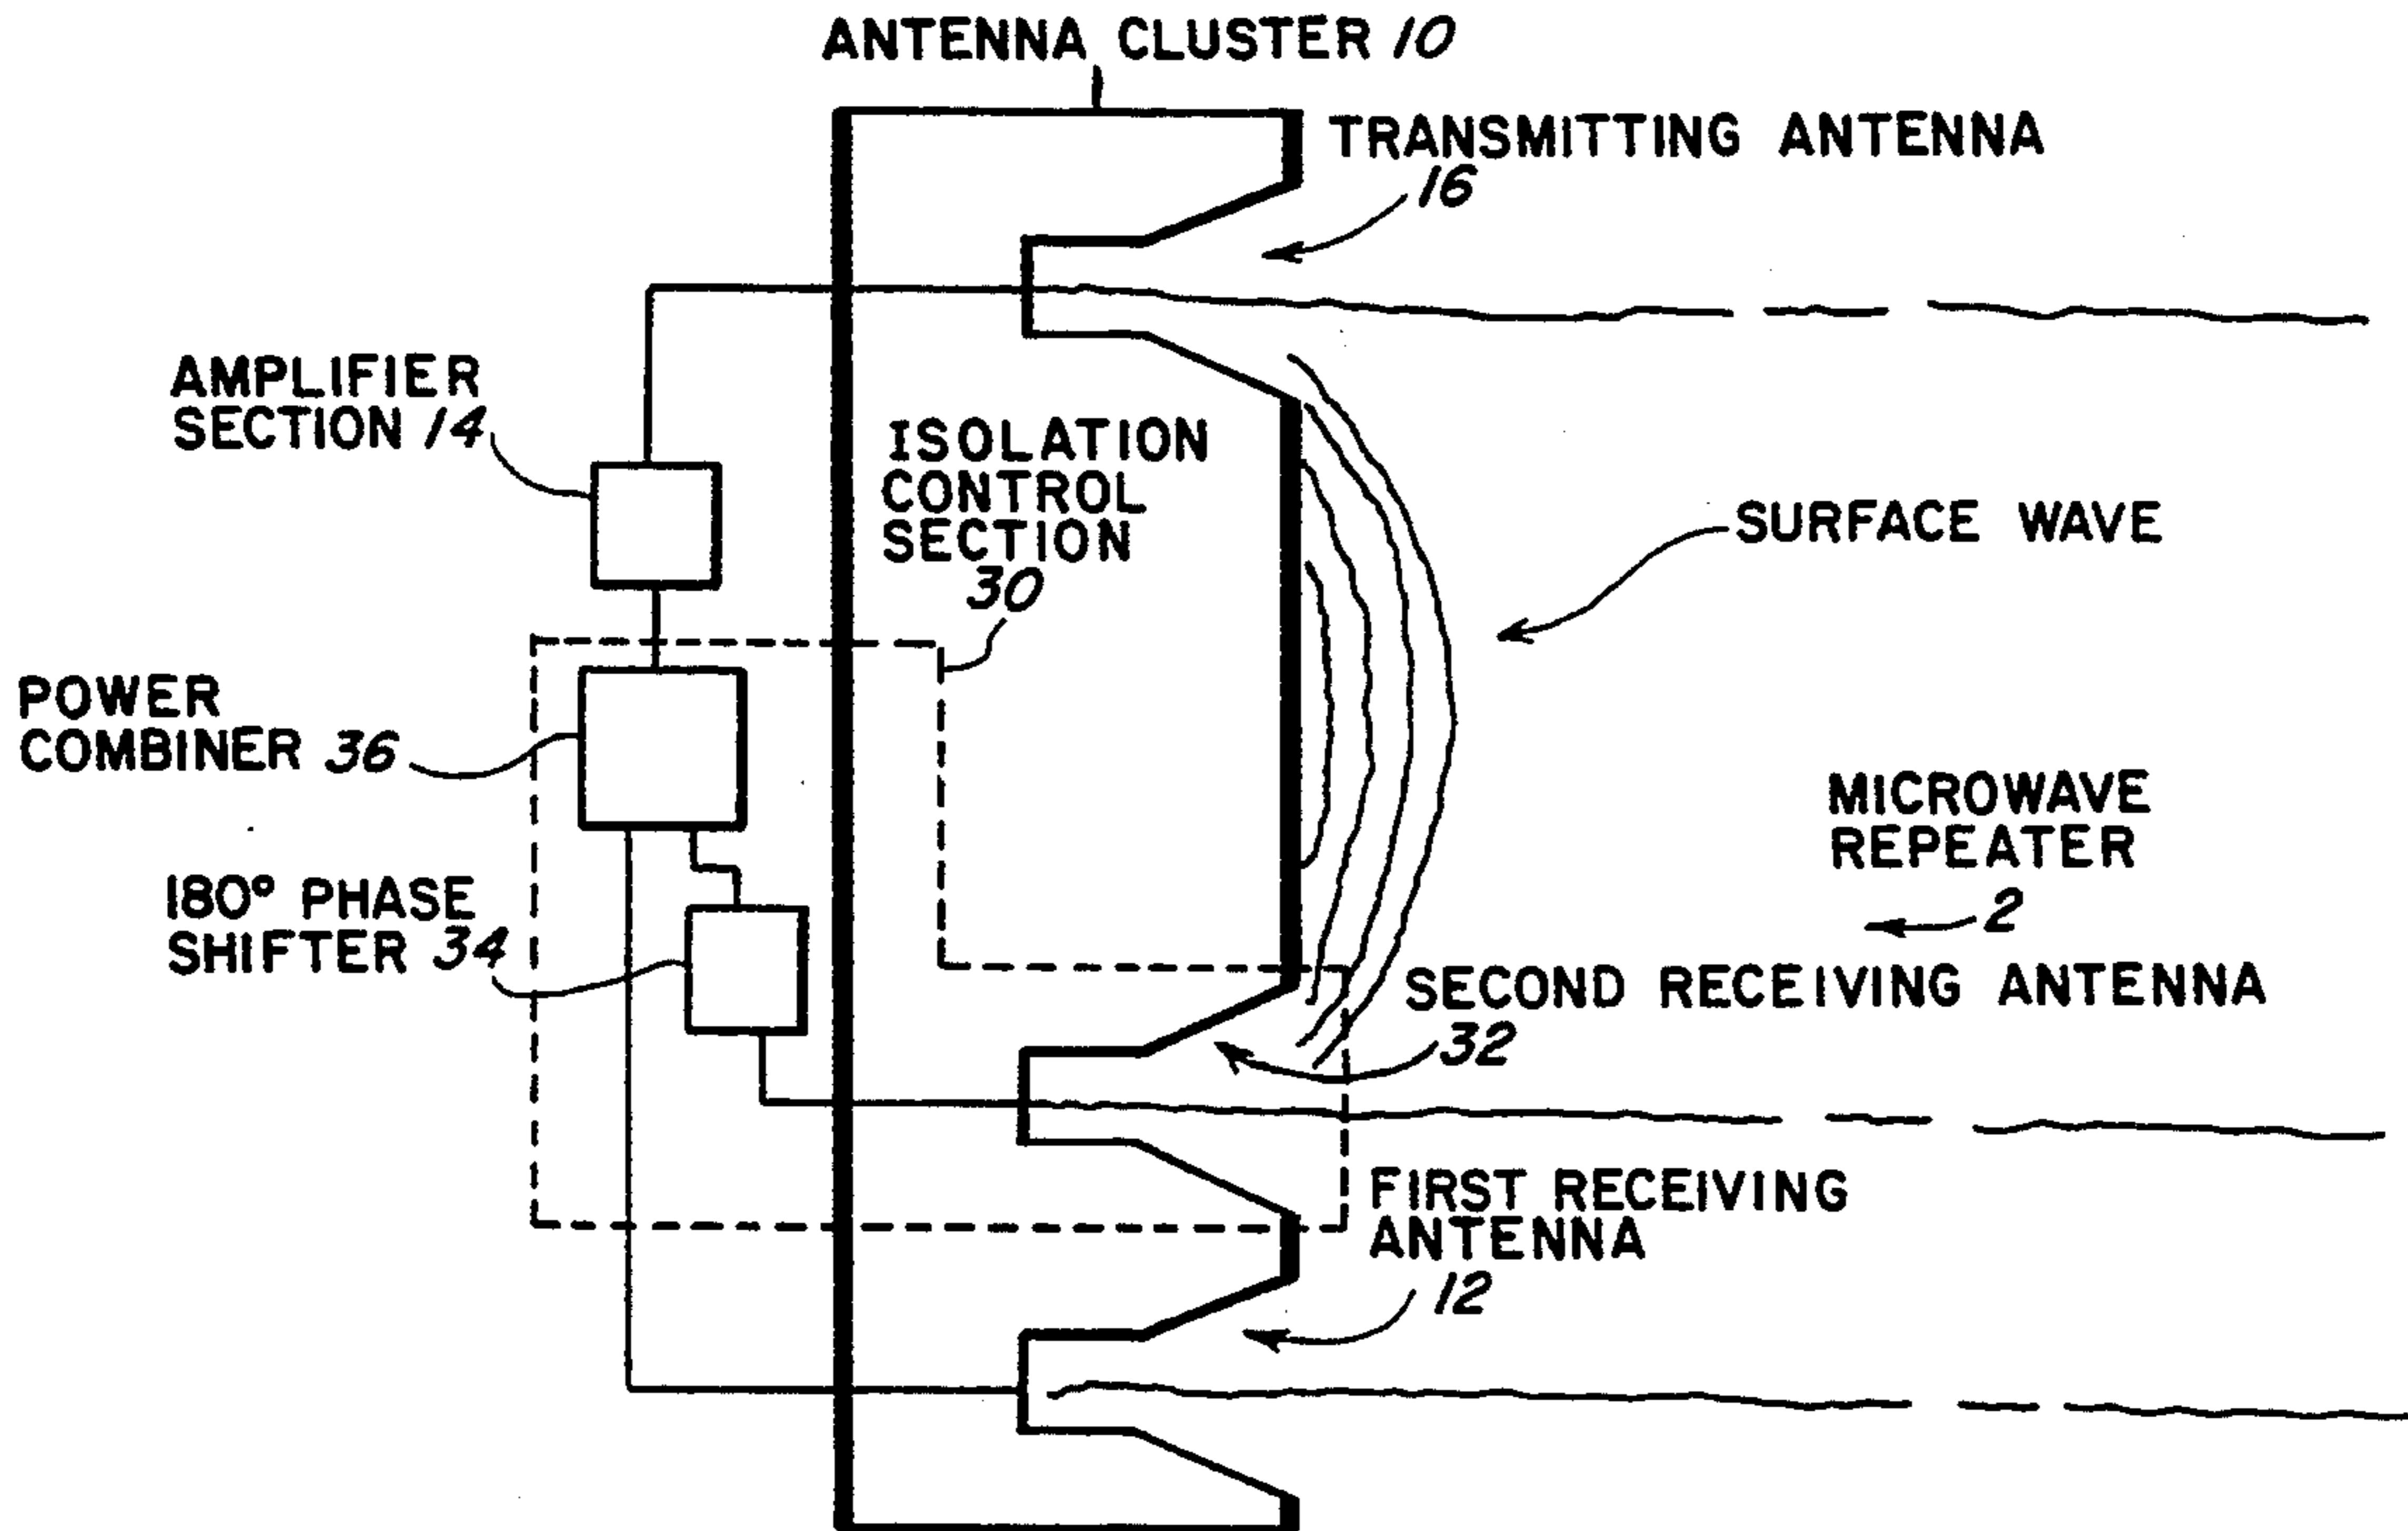 ANTENNA CLUSTER 10
TRANSMITTING ANTENNA
16
AMPLIFIER
SECTION 14
ISOLATION
CONTROL
SECTION
30
SURFACE WAVE
POWER
COMBINER 36
MICROWAVE
REPEATER
2
180° PHASE
SHIFTER 34
SECOND RECEIVING ANTENNA
32
FIRST RECEIVING
ANTENNA
12